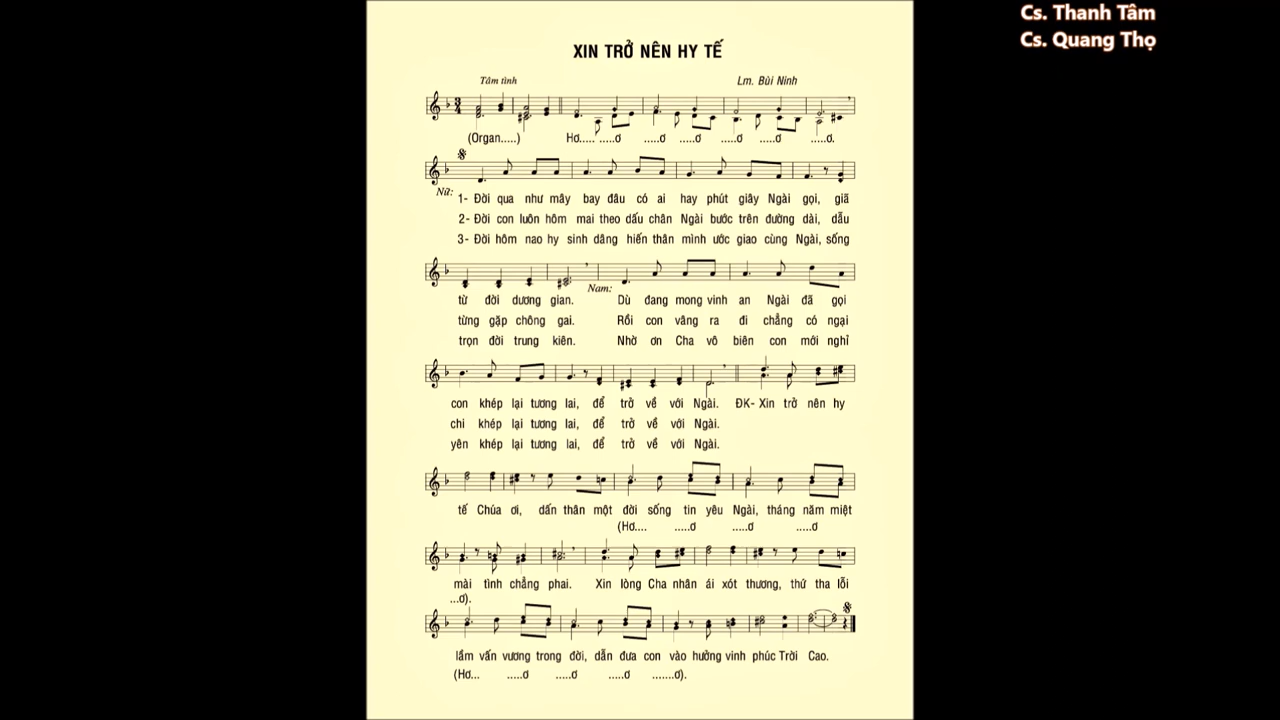 Cs. Thanh Tâm
Cs. Quang Thọ
XIN TRỞ NÊN HY TẾ
Tâm tình
Lm. Bùi Ninh
(Organ.....) Hơ..... .....ơ .....ơ .....ơ .....ơ .....ơ .....ơ.
Nữ:
1- Đời qua như mây bay đâu có ai hay phút giây Ngài gọi, giã
2- Đời con luôn hôm mai theo dấu chân Ngài bước trên đường dài, dẫu
3- Đời hôm nao hy sinh dâng hiến thân mình ước giao cùng Ngài, sống
Nam:
từ đời dương gian. Dù đang mong vinh an Ngài đã gọi
từng gặp chông gai. Rồi con vâng ra đi chẳng có ngại
trọn đời trung kiên. Nhờ ơn Cha vô biên con mới nghỉ
con khép lại tương lai, để trở về với Ngài. ĐK- Xin trở nên hy
chi khép lại tương lai, để trở về với Ngài.
yên khép lại tương lai, để trở về với Ngài.
tế Chúa ơi, dấn thân một đời sống tin yêu Ngài, tháng năm miệt
(Hơ.... .....ơ .....ơ .....ơ
mài tình chẳng phai. Xin lòng Cha nhân ái xót thương, thứ tha lỗi
...ơ).
lầm vấn vương trong đời, dẫn đưa con vào hưởng vinh phúc Trời Cao.
(Hơ... .....ơ .....ơ .....ơ .......ơ).